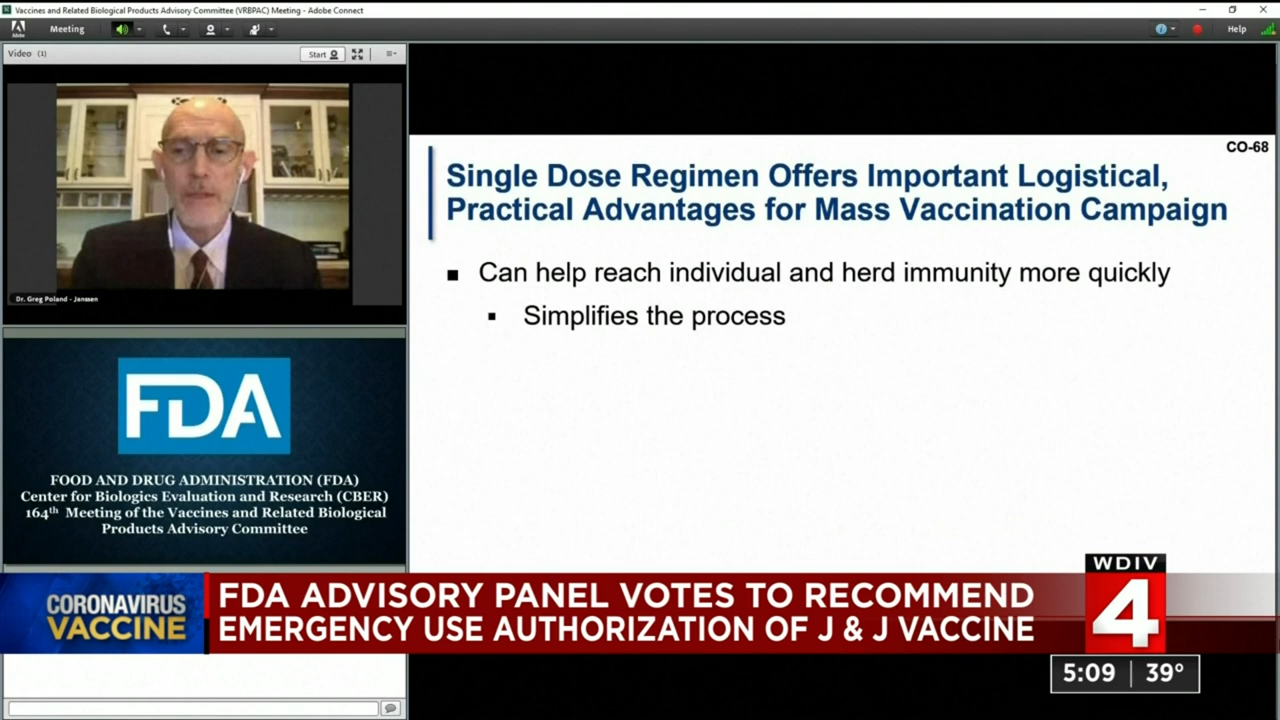 Vaccines and Related Biological Products Advisory Committee (VRBPAC) Meeting - Adobe Connect
Adobe
Meeting
Help
Video (1)
Start
Dr. Greg Poland - Janssen
FDA
FOOD AND DRUG ADMINISTRATION (FDA)
Center for Biologics Evaluation and Research (CBER)
164th Meeting of the Vaccines and Related Biological
Products Advisory Committee
CO-68
Single Dose Regimen Offers Important Logistical,
Practical Advantages for Mass Vaccination Campaign
▪ Can help reach individual and herd immunity more quickly
▪ Simplifies the process
CORONAVIRUS
VACCINE
FDA ADVISORY PANEL VOTES TO RECOMMEND
EMERGENCY USE AUTHORIZATION OF J & J VACCINE
WDIV
4
5:09 | 39°